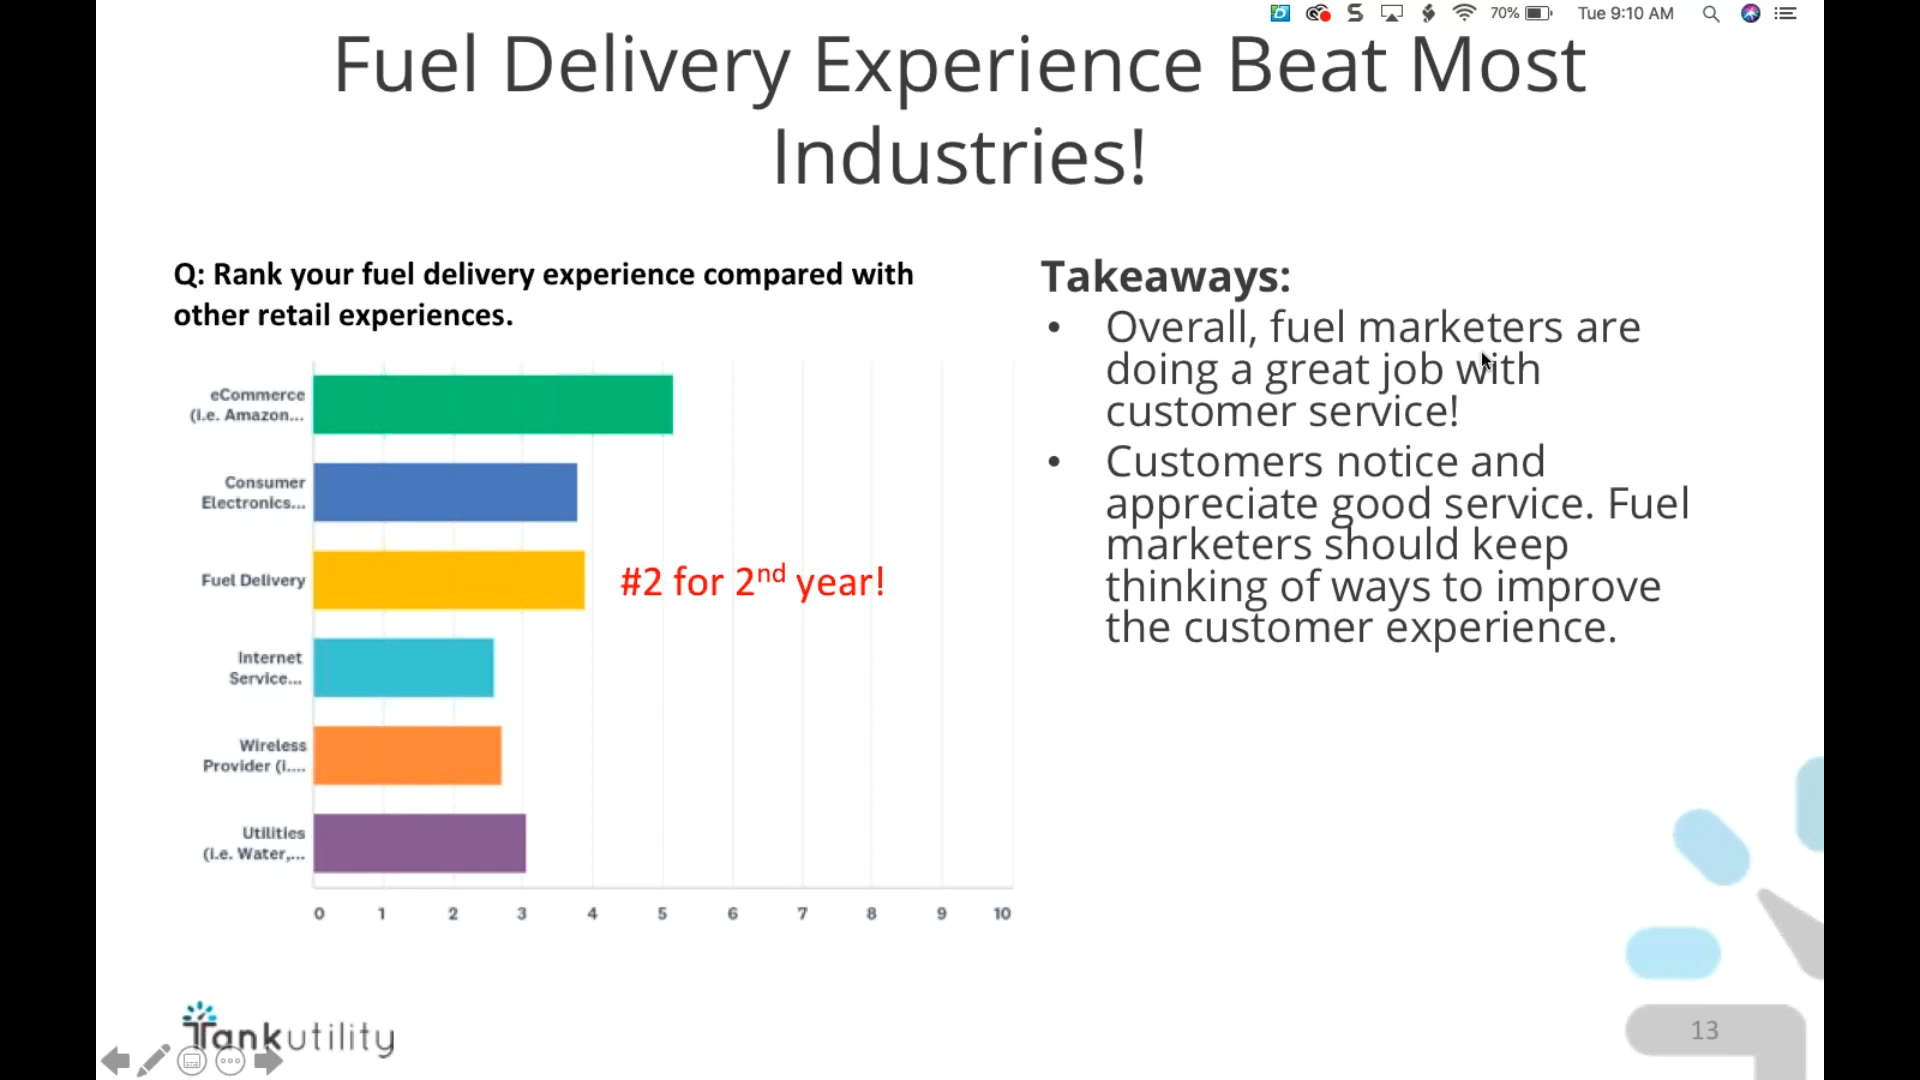 70%
Tue 9:10 AM
Fuel Delivery Experience Beat Most
Industries!
Q: Rank your fuel delivery experience compared with
other retail experiences.
eCommerce
(i.e. Amazon...
Consumer
Electronics...
Fuel Delivery
#2 for 2nd year!
Internet
Service...
Wireless
Provider (i....
Utilities
(i.e. Water,...
0 1 2 3 4 5 6 7 8 9 10
Takeaways:
• Overall, fuel marketers are
doing a great job with
customer service!
• Customers notice and
appreciate good service. Fuel
marketers should keep
thinking of ways to improve
the customer experience.
Tankutility
13